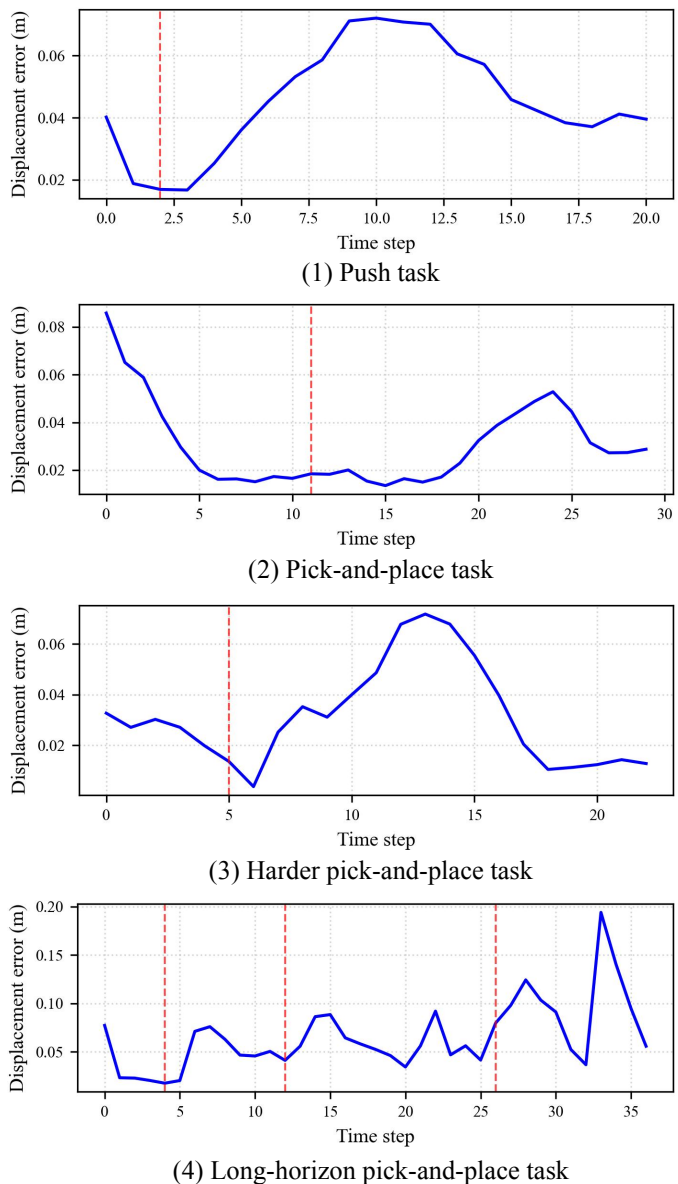 Displacement error (m)
0.06
0.04
0.02
0.0 2.5 5.0 7.5 10.0 12.5 15.0 17.5 20.0
Time step
(1) Push task
Displacement error (m)
0.08
0.06
0.04
0.02
0 5 10 15 20 25 30
Time step
(2) Pick-and-place task
Displacement error (m)
0.06
0.04
0.02
0 5 10 15 20
Time step
(3) Harder pick-and-place task
Displacement error (m)
0.20
0.15
0.10
0.05
0 5 10 15 20 25 30 35
Time step
(4) Long-horizon pick-and-place task